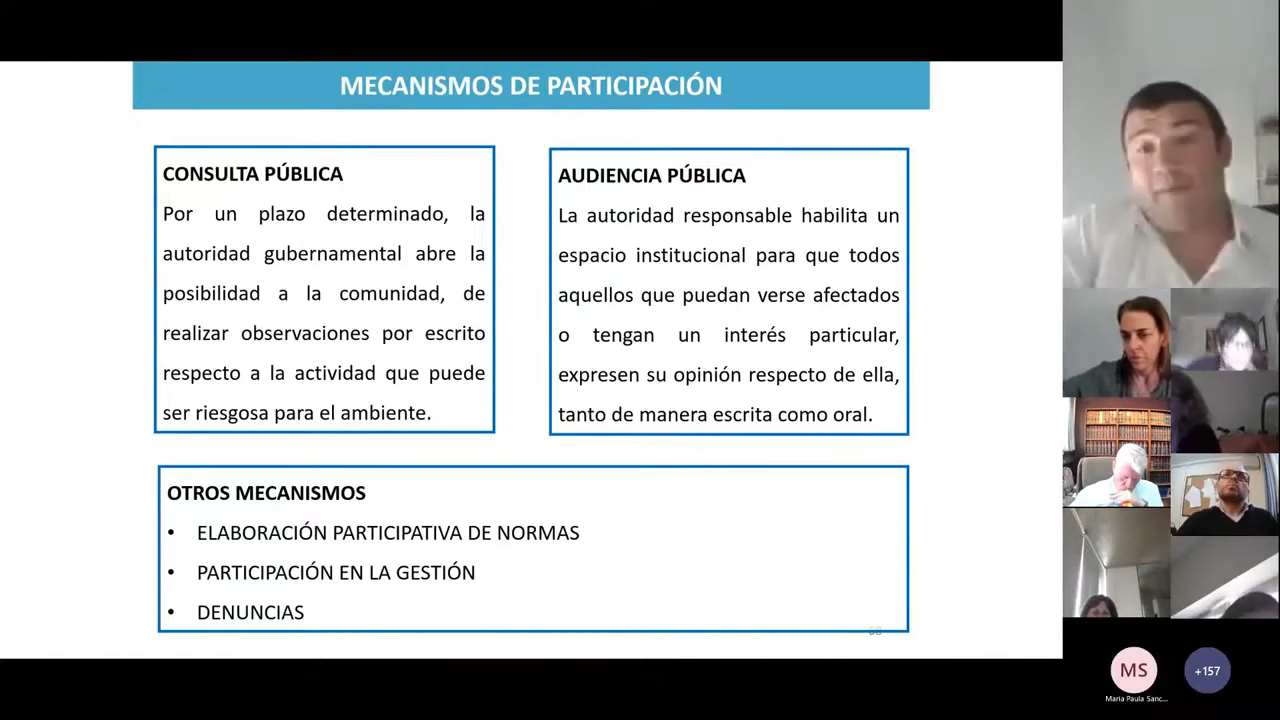 MECANISMOS DE PARTICIPACIÓN
CONSULTA PÚBLICA
Por un plazo determinado, la
autoridad gubernamental abre la
posibilidad a la comunidad, de
realizar observaciones por escrito
respecto a la actividad que puede
ser riesgosa para el ambiente.
AUDIENCIA PÚBLICA
La autoridad responsable habilita un
espacio institucional para que todos
aquellos que puedan verse afectados
o tengan un interés particular,
expresen su opinión respecto de ella,
tanto de manera escrita como oral.
OTROS MECANISMOS
• ELABORACIÓN PARTICIPATIVA DE NORMAS
• PARTICIPACIÓN EN LA GESTIÓN
• DENUNCIAS
MS
+157
Maria Paula Sanc...